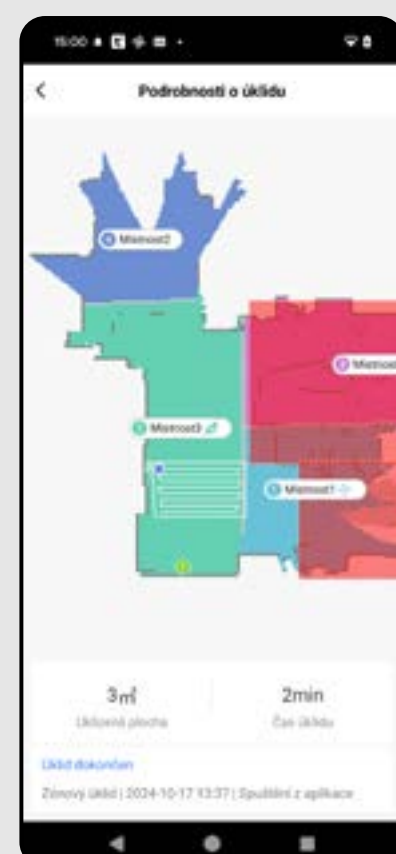 15:00
Podrobnosti o úklidu
Místnost2
Místnost
Místnost3
Místnost1
3㎡
2min
Uklizená plocha
Čas úklidu
Úklid dokončen
Zónový úklid | 2024-10-17 13:37 | Spuštění z aplikace